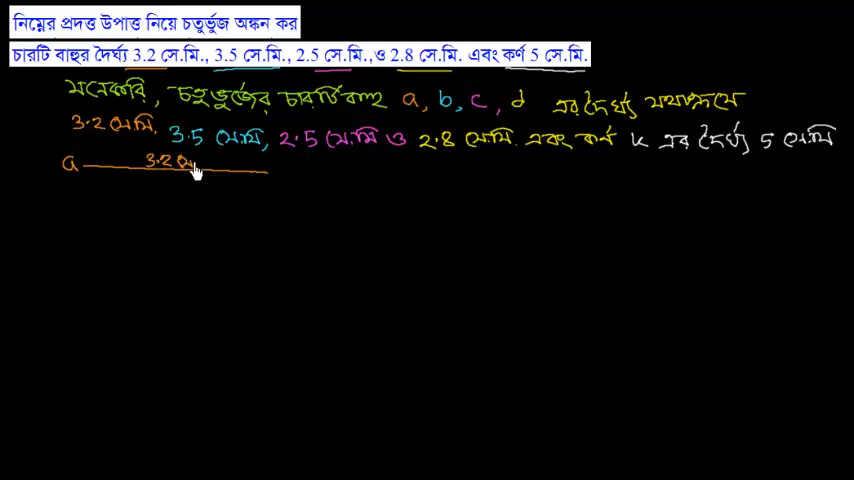 নিম্নের প্রদত্ত উপাত্ত নিয়ে চতুর্ভুজ অঙ্কন কর
চারটি বাহুর দৈর্ঘ্য 3.2 সে.মি., 3.5 সে.মি., 2.5 সে.মি.,ও 2.8 সে.মি. এবং কর্ণ 5 সে.মি.
মনেকরি, চতুর্ভুজের চারটি বাহু a, b, c, d এর দৈর্ঘ্য যথাক্রমে
3.2 সে.মি. 3.5 সে.মি, 2.5 সে.মি ও 2.8 সে.মি. এবং কর্ণ k এর দৈর্ঘ্য 5 সে.মি
a 3.2 সে